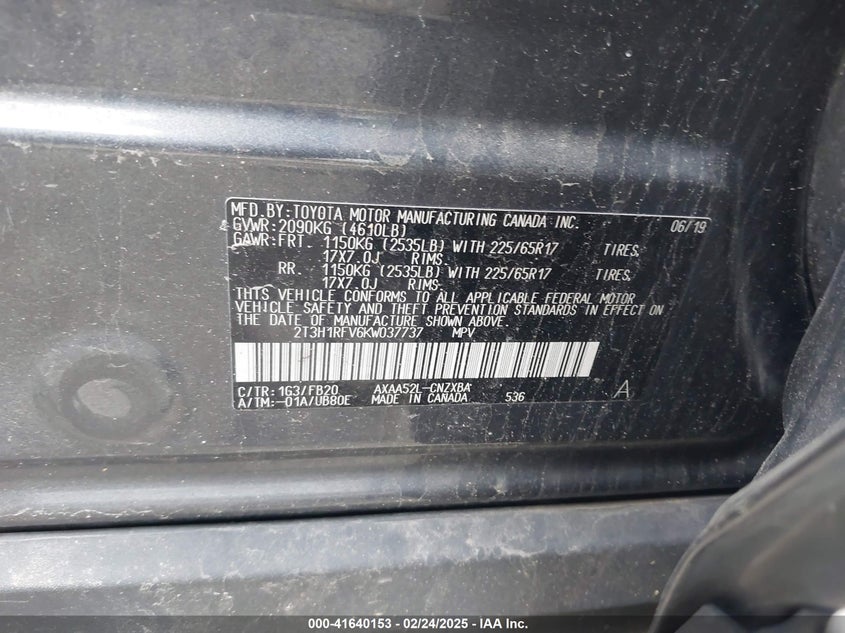 MFD.BY:TOYOTA MOTOR MANUFACTURING CANADA INC. 06/19
GVWR:2090KG (4610LB)
GAWR:FRT. 1150KG (2535LB) WITH 225/65R17 TIRES,
17X7.0J RIMS-
RR. 1150KG (2535LB) WITH 225/65R17 TIRES,
17X7.0J RIMS-
THIS VEHICLE CONFORMS TO ALL APPLICABLE FEDERAL MOTOR
VEHICLE SAFETY AND THEFT PREVENTION STANDARDS IN EFFECT ON
THE DATE OF MANUFACTURE SHOWN ABOVE.
2T3H1RFV6KW037737 MPV
C/TR:1G3/FB20 AXAA52L-CNZXBA
A/TM:-01A/UB80E MADE IN CANADA 536 A
000-41640153 - 02/24/2025 - IAA Inc.